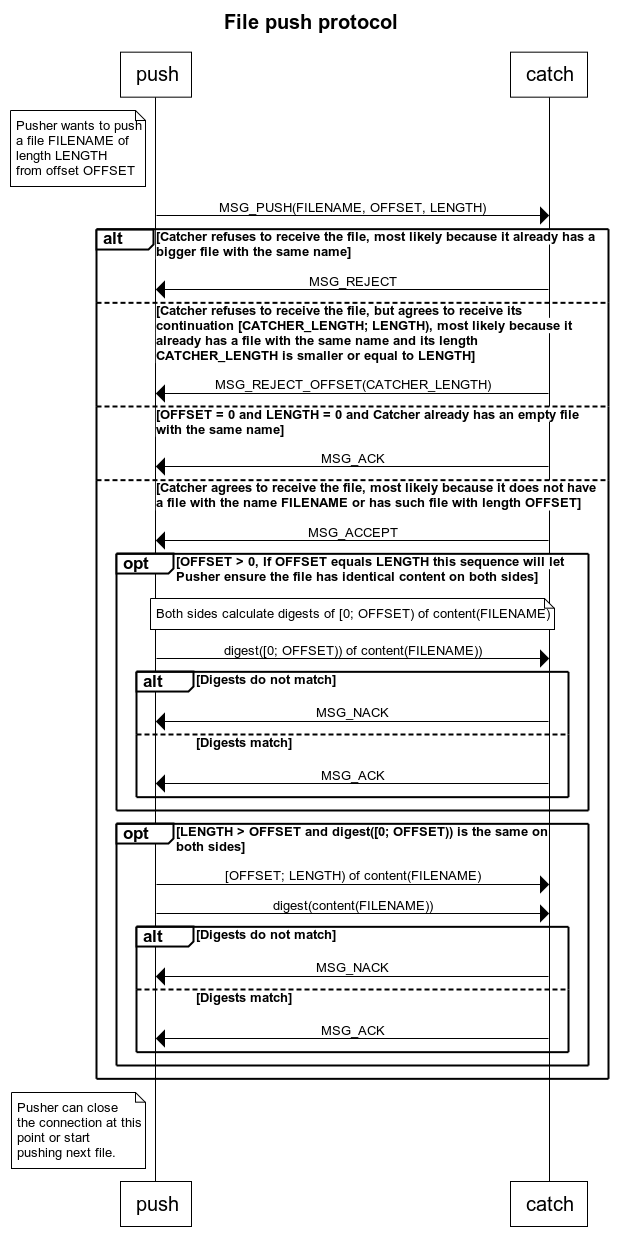 File push protocol
push
catch
Pusher wants to push
a file FILENAME of
length LENGTH
from offset OFFSET
MSG_PUSH(FILENAME, OFFSET, LENGTH)
alt
[Catcher refuses to receive the file, most likely because it already has a
bigger file with the same name]
MSG_REJECT
[Catcher refuses to receive the file, but agrees to receive its
continuation [CATCHER_LENGTH; LENGTH), most likely because it
already has a file with the same name and its length
CATCHER_LENGTH is smaller or equal to LENGTH]
MSG_REJECT_OFFSET(CATCHER_LENGTH)
[OFFSET = 0 and LENGTH = 0 and Catcher already has an empty file
with the same name]
MSG_ACK
[Catcher agrees to receive the file, most likely because it does not have
a file with the name FILENAME or has such file with length OFFSET]
MSG_ACCEPT
opt
[OFFSET > 0, If OFFSET equals LENGTH this sequence will let
Pusher ensure the file has identical content on both sides]
Both sides calculate digests of [0; OFFSET) of content(FILENAME)
digest([0; OFFSET)) of content(FILENAME))
alt
[Digests do not match]
MSG_NACK
[Digests match]
MSG_ACK
opt
[LENGTH > OFFSET and digest([0; OFFSET)) is the same on
both sides]
[OFFSET; LENGTH) of content(FILENAME)
digest(content(FILENAME))
alt
[Digests do not match]
MSG_NACK
[Digests match]
MSG_ACK
Pusher can close
the connection at this
point or start
pushing next file.
push
catch